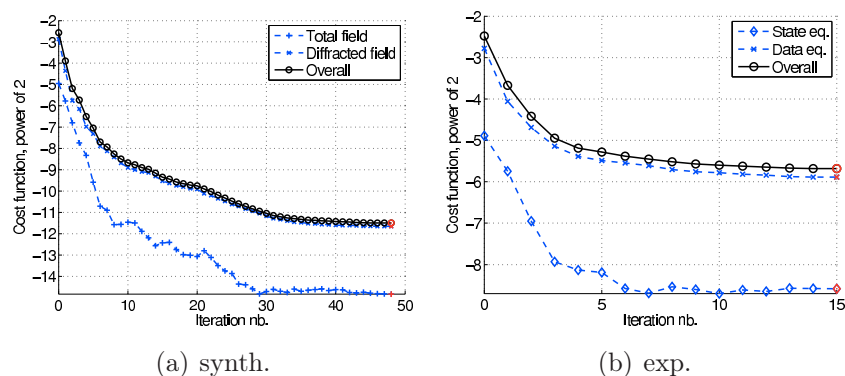 -2
-3
-4
-5
-6
-7
-8
-9
-10
-11
-12
-13
-14
0
10
20
30
40
50
Cost function, power of 2
Iteration nb.
Total field
Diffracted field
Overall
(a) synth.
-2
-3
-4
-5
-6
-7
-8
0
5
10
15
Cost function, power of 2
Iteration nb.
State eq.
Data eq.
Overall
(b) exp.